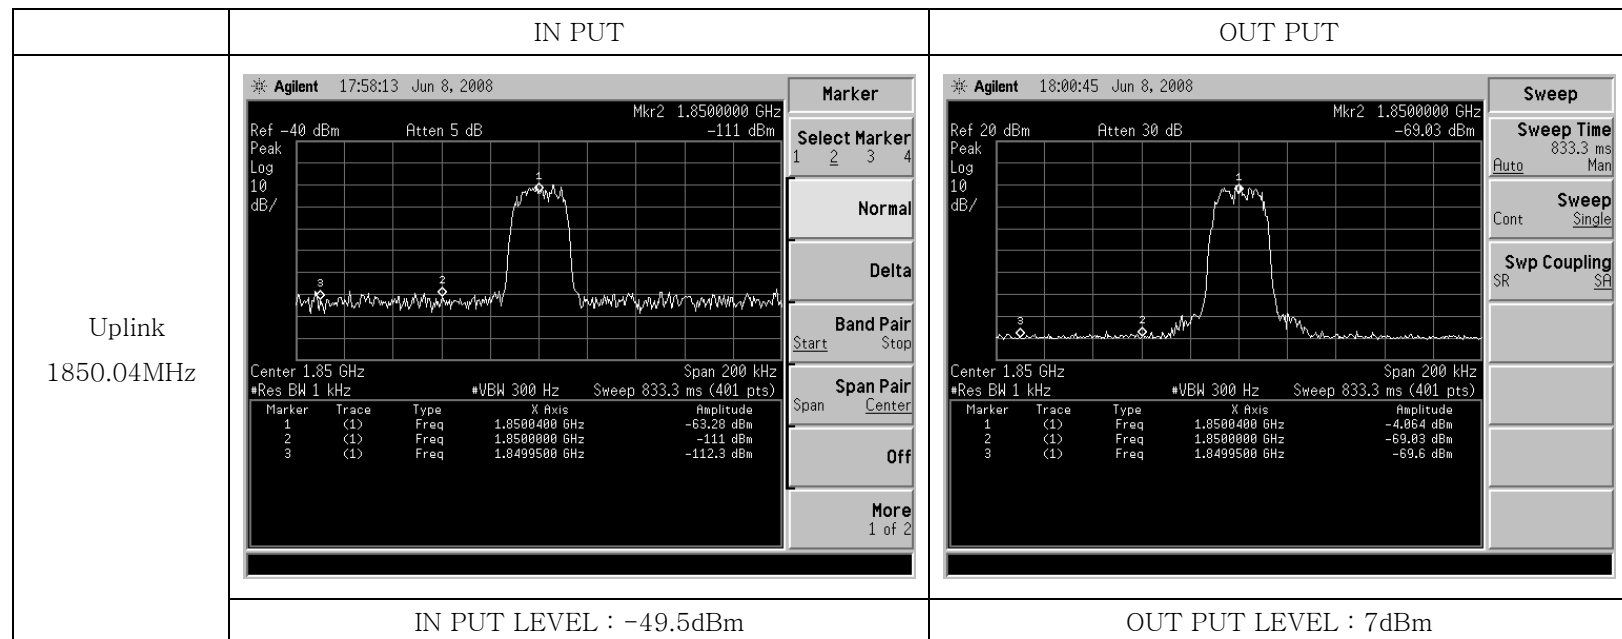 IN PUT
OUT PUT
Uplink
1850.04MHz
Agilent 17:58:13 Jun 8, 2008
Marker
Mkr2 1.8500000 GHz
Ref -40 dBm Atten 5 dB -111 dBm
Peak
Log
10
dB/
1
2
3
Center 1.85 GHz Span 200 kHz
#Res BW 1 kHz #VBW 300 Hz Sweep 833.3 ms (401 pts)
Marker Trace Type X Axis Amplitude
1 (1) Freq 1.8500400 GHz -63.28 dBm
2 (1) Freq 1.8500000 GHz -111 dBm
3 (1) Freq 1.8499500 GHz -112.3 dBm
Select Marker
1 2 3 4
Normal
Delta
Band Pair
Start Stop
Span Pair
Span Center
Off
More
1 of 2
Agilent 18:00:45 Jun 8, 2008
Sweep
Mkr2 1.8500000 GHz
Ref 20 dBm Atten 30 dB -69.03 dBm
Peak
Log
10
dB/
1
2
3
Center 1.85 GHz Span 200 kHz
#Res BW 1 kHz #VBW 300 Hz Sweep 833.3 ms (401 pts)
Marker Trace Type X Axis Amplitude
1 (1) Freq 1.8500400 GHz -4.064 dBm
2 (1) Freq 1.8500000 GHz -69.03 dBm
3 (1) Freq 1.8499500 GHz -69.6 dBm
Sweep Time
833.3 ms
Auto Man
Sweep
Cont Single
Swp Coupling
SR SA
IN PUT LEVEL : -49.5dBm
OUT PUT LEVEL : 7dBm